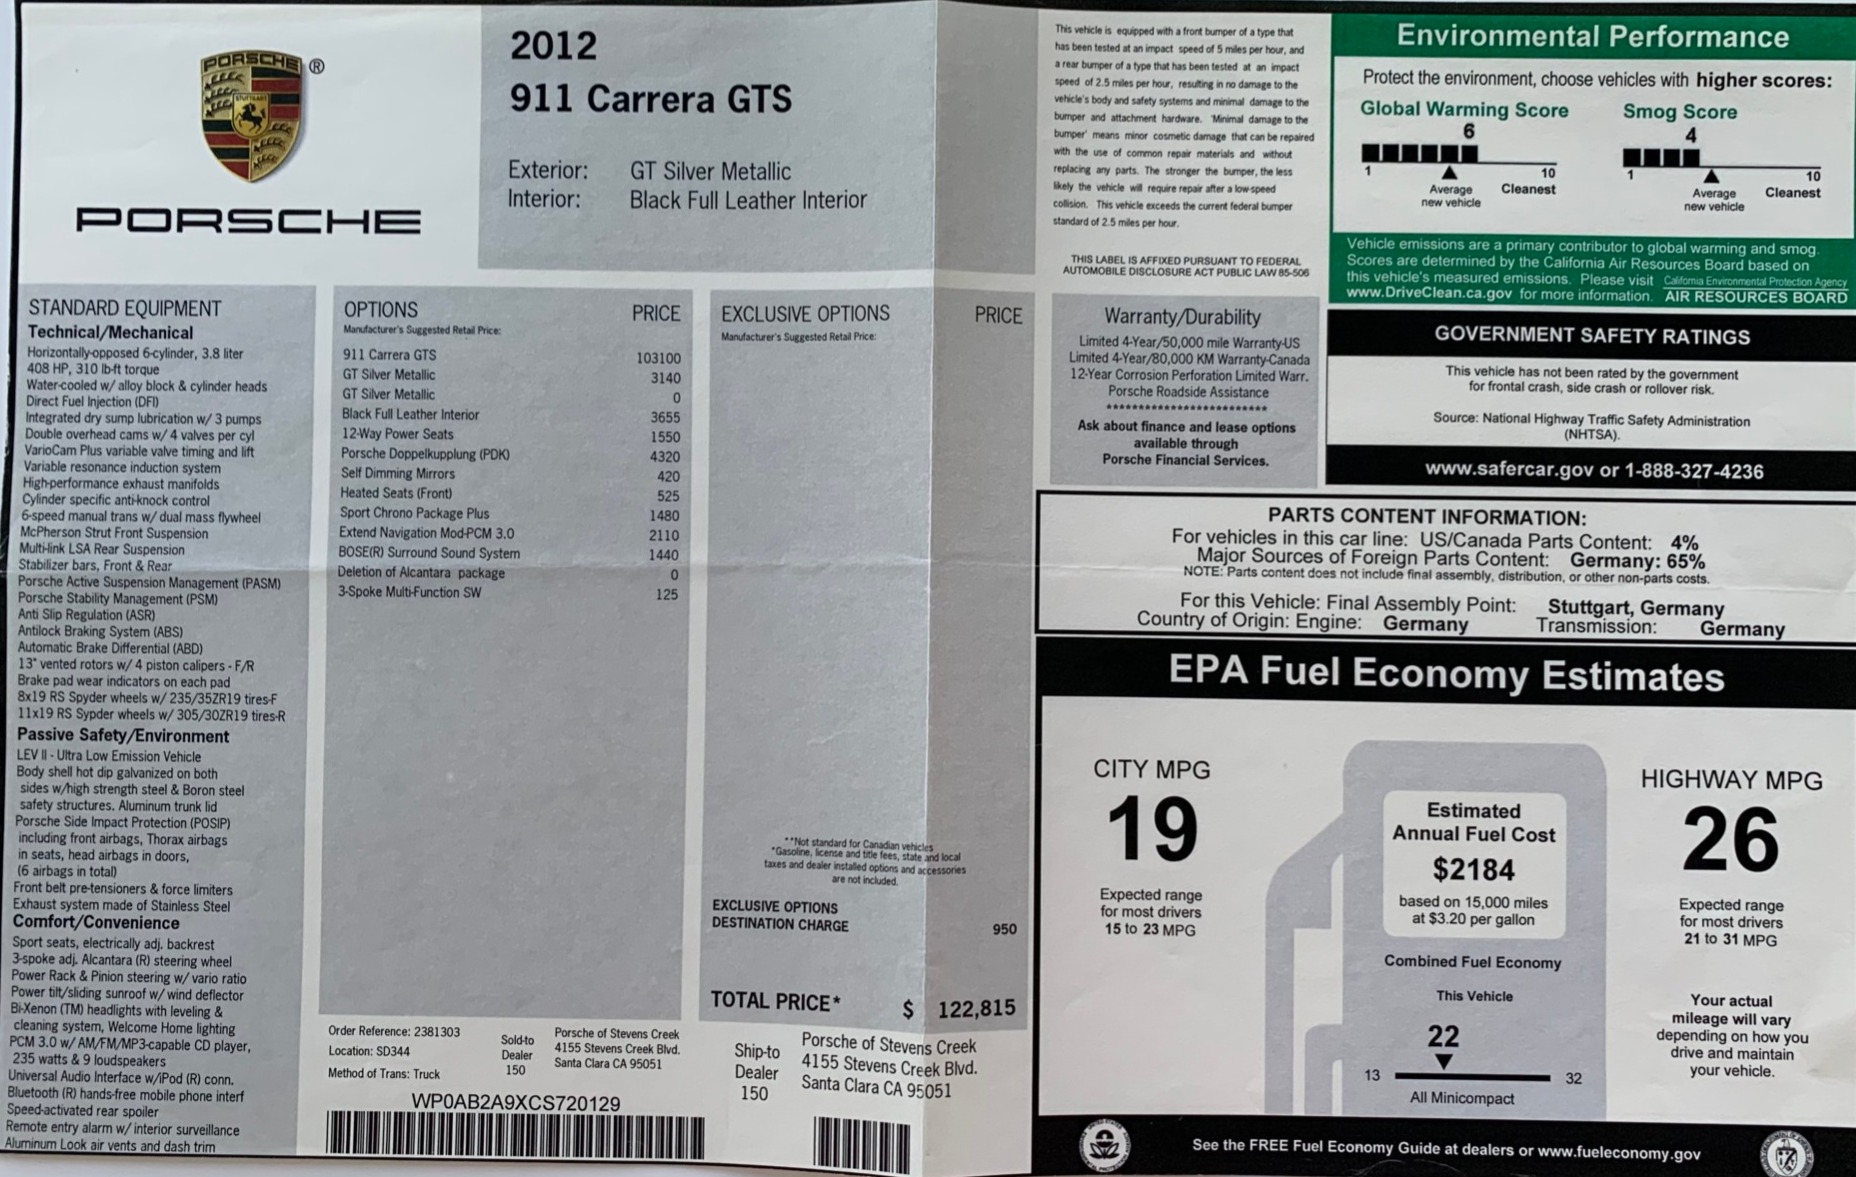 PORSCHE
STUTTGART
®
PORSCHE
2012
911 Carrera GTS
Exterior: GT Silver Metallic
Interior: Black Full Leather Interior
STANDARD EQUIPMENT
Technical/Mechanical
Horizontally-opposed 6-cylinder, 3.8 liter
408 HP, 310 lb-ft torque
Water-cooled w/ alloy block & cylinder heads
Direct Fuel Injection (DFI)
Integrated dry sump lubrication w/ 3 pumps
Double overhead cams w/ 4 valves per cyl
VarioCam Plus variable valve timing and lift
Variable resonance induction system
High-performance exhaust manifolds
Cylinder specific anti-knock control
6-speed manual trans w/ dual mass flywheel
McPherson Strut Front Suspension
Multi-link LSA Rear Suspension
Stabilizer bars, Front & Rear
Porsche Active Suspension Management (PASM)
Porsche Stability Management (PSM)
Anti Slip Regulation (ASR)
Antilock Braking System (ABS)
Automatic Brake Differential (ABD)
13" vented rotors w/ 4 piston calipers - F/R
Brake pad wear indicators on each pad
8x19 RS Spyder wheels w/ 235/35ZR19 tires-F
11x19 RS Sypder wheels w/ 305/30ZR19 tires-R
Passive Safety/Environment
LEV II - Ultra Low Emission Vehicle
Body shell hot dip galvanized on both
sides w/high strength steel & Boron steel
safety structures. Aluminum trunk lid
Porsche Side Impact Protection (POSIP)
including front airbags, Thorax airbags
in seats, head airbags in doors,
(6 airbags in total)
Front belt pre-tensioners & force limiters
Exhaust system made of Stainless Steel
Comfort/Convenience
Sport seats, electrically adj. backrest
3-spoke adj. Alcantara (R) steering wheel
Power Rack & Pinion steering w/ vario ratio
Power tilt/sliding sunroof w/ wind deflector
Bi-Xenon (TM) headlights with leveling &
cleaning system, Welcome Home lighting
PCM 3.0 w/ AM/FM/MP3-capable CD player,
235 watts & 9 loudspeakers
Universal Audio Interface w/iPod (R) conn.
Bluetooth (R) hands-free mobile phone interf
Speed-activated rear spoiler
Remote entry alarm w/ interior surveillance
Aluminum Look air vents and dash trim
OPTIONS PRICE
Manufacturer's Suggested Retail Price:
911 Carrera GTS 103100
GT Silver Metallic 3140
GT Silver Metallic 0
Black Full Leather Interior 3655
12-Way Power Seats 1550
Porsche Doppelkupplung (PDK) 4320
Self Dimming Mirrors 420
Heated Seats (Front) 525
Sport Chrono Package Plus 1480
Extend Navigation Mod-PCM 3.0 2110
BOSE(R) Surround Sound System 1440
Deletion of Alcantara package 0
3-Spoke Multi-Function SW 125
Order Reference: 2381303
Location: SD344
Method of Trans: Truck
Sold-to
Dealer
150
Porsche of Stevens Creek
4155 Stevens Creek Blvd.
Santa Clara CA 95051
WP0AB2A9XCS720129
EXCLUSIVE OPTIONS PRICE
Manufacturer's Suggested Retail Price:
**Not standard for Canadian vehicles
*Gasoline, license and title fees, state and local
taxes and dealer installed options and accessories
are not included.
EXCLUSIVE OPTIONS
DESTINATION CHARGE 950
TOTAL PRICE* $ 122,815
Ship-to
Dealer
150
Porsche of Stevens Creek
4155 Stevens Creek Blvd.
Santa Clara CA 95051
This vehicle is equipped with a front bumper of a type that
has been tested at an impact speed of 5 miles per hour, and
a rear bumper of a type that has been tested at an impact
speed of 2.5 miles per hour, resulting in no damage to the
vehicle's body and safety systems and minimal damage to the
bumper and attachment hardware. 'Minimal damage to the
bumper' means minor cosmetic damage that can be repaired
with the use of common repair materials and without
replacing any parts. The stronger the bumper, the less
likely the vehicle will require repair after a low-speed
collision. This vehicle exceeds the current federal bumper
standard of 2.5 miles per hour.
THIS LABEL IS AFFIXED PURSUANT TO FEDERAL
AUTOMOBILE DISCLOSURE ACT PUBLIC LAW 85-506
Warranty/Durability
Limited 4-Year/50,000 mile Warranty-US
Limited 4-Year/80,000 KM Warranty-Canada
12-Year Corrosion Perforation Limited Warr.
Porsche Roadside Assistance
*************************
Ask about finance and lease options
available through
Porsche Financial Services.
Environmental Performance
Protect the environment, choose vehicles with higher scores:
Global Warming Score
6
1 10
Average
new vehicle
Cleanest
Smog Score
4
1 10
Average
new vehicle
Cleanest
Vehicle emissions are a primary contributor to global warming and smog.
Scores are determined by the California Air Resources Board based on
this vehicle's measured emissions. Please visit
www.DriveClean.ca.gov for more information.
California Environmental Protection Agency
AIR RESOURCES BOARD
GOVERNMENT SAFETY RATINGS
This vehicle has not been rated by the government
for frontal crash, side crash or rollover risk.
Source: National Highway Traffic Safety Administration
(NHTSA).
www.safercar.gov or 1-888-327-4236
PARTS CONTENT INFORMATION:
For vehicles in this car line: US/Canada Parts Content: 4%
Major Sources of Foreign Parts Content: Germany: 65%
NOTE: Parts content does not include final assembly, distribution, or other non-parts costs.
For this Vehicle: Final Assembly Point: Stuttgart, Germany
Country of Origin: Engine: Germany Transmission: Germany
EPA Fuel Economy Estimates
CITY MPG
19
Expected range
for most drivers
15 to 23 MPG
Estimated
Annual Fuel Cost
$2184
based on 15,000 miles
at $3.20 per gallon
Combined Fuel Economy
This Vehicle
22
13 32
All Minicompact
HIGHWAY MPG
26
Expected range
for most drivers
21 to 31 MPG
Your actual
mileage will vary
depending on how you
drive and maintain
your vehicle.
See the FREE Fuel Economy Guide at dealers or www.fueleconomy.gov